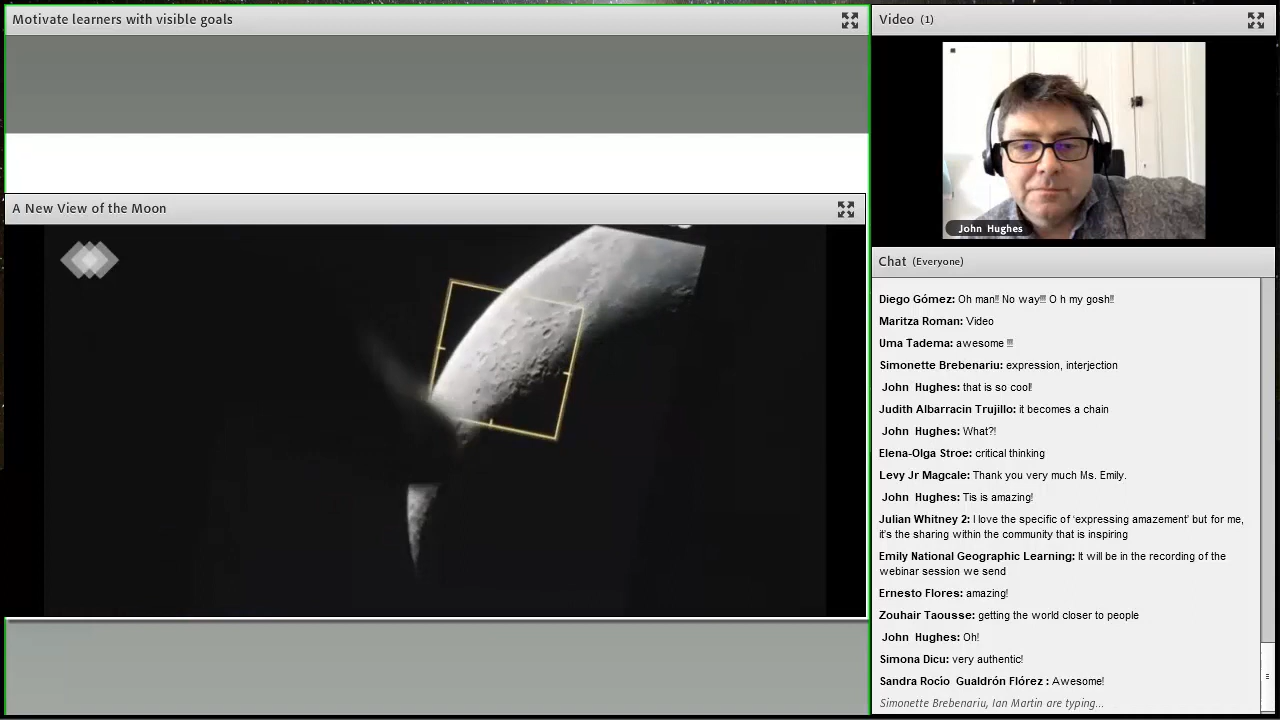 Motivate learners with visible goals
A New View of the Moon
Video (1)
John Hughes
Chat (Everyone)
Diego Gómez: Oh man!! No way!!! O h my gosh!!
Maritza Roman: Video
Uma Tadema: awesome !!!
Simonette Brebenariu: expression, interjection
John Hughes: that is so cool!
Judith Albarracin Trujillo: it becomes a chain
John Hughes: What?!
Elena-Olga Stroe: critical thinking
Levy Jr Magcale: Thank you very much Ms. Emily.
John Hughes: Tis is amazing!
Julian Whitney 2: I love the specific of 'expressing amazement' but for me,
it's the sharing within the community that is inspiring
Emily National Geographic Learning: It will be in the recording of the
webinar session we send
Ernesto Flores: amazing!
Zouhair Taousse: getting the world closer to people
John Hughes: Oh!
Simona Dicu: very authentic!
Sandra Rocío Gualdrón Flórez : Awesome!
Simonette Brebenariu, Ian Martin are typing...